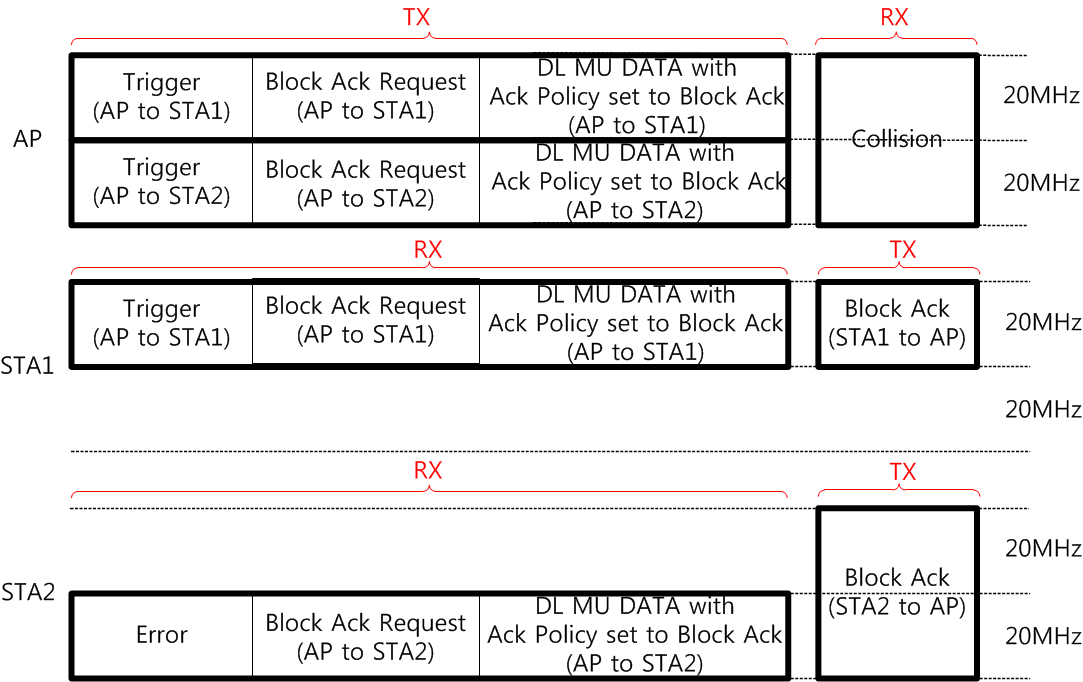 TX
RX
Trigger
(AP to STA1)
Block Ack Request
(AP to STA1)
DL MU DATA with
Ack Policy set to Block Ack
(AP to STA1)
20MHz
AP
Collision
Trigger
(AP to STA2)
Block Ack Request
(AP to STA2)
DL MU DATA with
Ack Policy set to Block Ack
(AP to STA2)
20MHz
RX
TX
Trigger
(AP to STA1)
Block Ack Request
(AP to STA1)
DL MU DATA with
Ack Policy set to Block Ack
(AP to STA1)
Block Ack
(STA1 to AP)
20MHz
STA1
20MHz
RX
TX
20MHz
STA2
Block Ack
(STA2 to AP)
Error
Block Ack Request
(AP to STA2)
DL MU DATA with
Ack Policy set to Block Ack
(AP to STA2)
20MHz